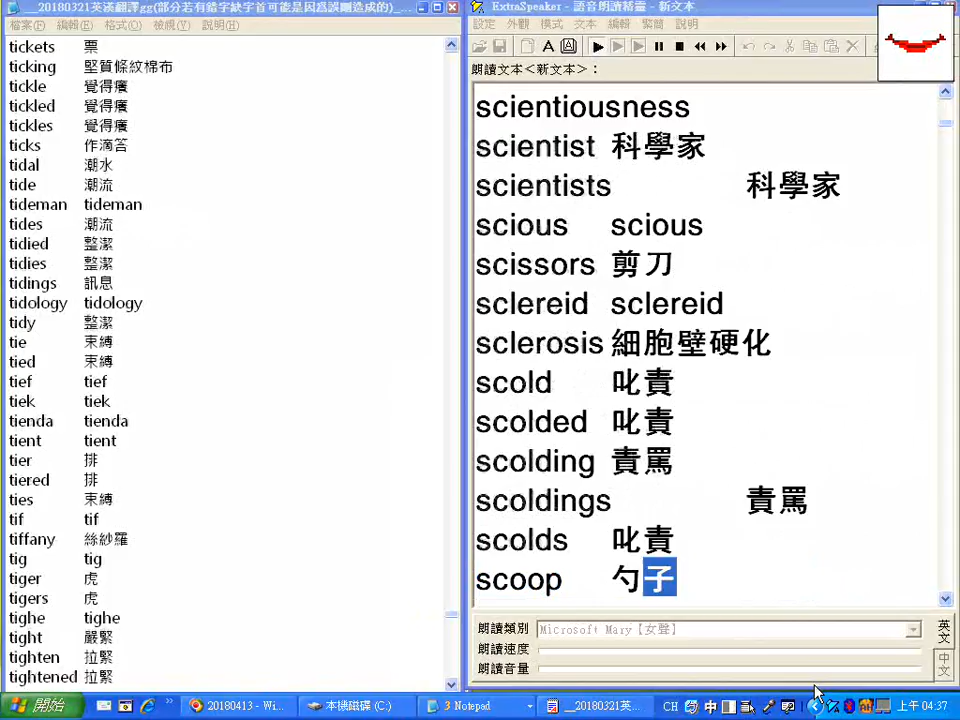 __20180321英漢翻譯gg(部分若有錯字缺字首可能是因為誤刪造成的)_...
檔案(F) 編輯(E) 格式(O) 檢視(V) 說明(H)
tickets 票
ticking 堅質條紋棉布
tickle 覺得癢
tickled 覺得癢
tickles 覺得癢
ticks 作滴答
tidal 潮水
tide 潮流
tideman tideman
tides 潮流
tidied 整潔
tidies 整潔
tidings 訊息
tidology tidology
tidy 整潔
tie 束縛
tied 束縛
tief tief
tiek tiek
tienda tienda
tient tient
tier 排
tiered 排
ties 束縛
tif tif
tiffany 絲紗羅
tig tig
tiger 虎
tigers 虎
tighe tighe
tight 嚴緊
tighten 拉緊
tightened 拉緊
ExtraSpeaker - 語音朗讀精靈 - 新文本
設定 外觀 模式 文本 編輯 繁簡 說明
朗讀文本<新文本>：
scientiousness
scientist 科學家
scientists 科學家
scious scious
scissors 剪刀
sclereid sclereid
sclerosis 細胞壁硬化
scold 叱責
scolded 叱責
scolding 責罵
scoldings 責罵
scolds 叱責
scoop 勺子
朗讀類別 Microsoft Mary【女聲】
朗讀速度
朗讀音量
英文
中文
開始
20180413 - Wi...
本機磁碟 (C:)
3 Notepad
__20180321英...
CH 中
上午 04:37